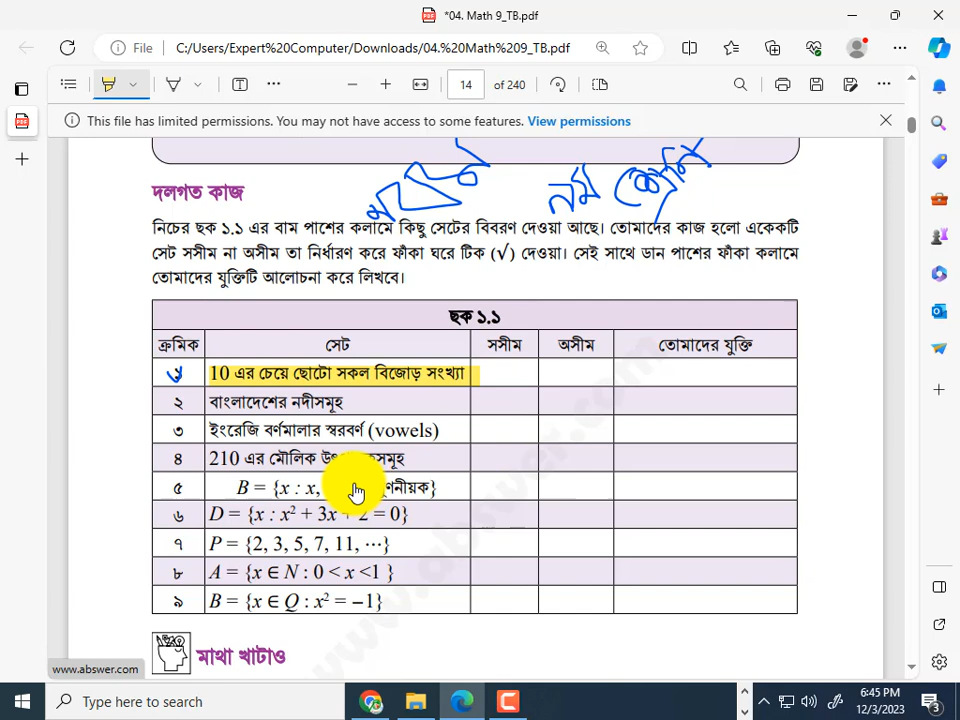 *04. Math 9_TB.pdf
File C:/Users/Expert%20Computer/Downloads/04.%20Math%209_TB.pdf
14 of 240
This file has limited permissions. You may not have access to some features. View permissions
দলগত কাজ
নিচের ছক ১.১ এর বাম পাশের কলামে কিছু সেটের বিবরণ দেওয়া আছে। তোমাদের কাজ হলো একেকটি
সেট সসীম না অসীম তা নির্ধারণ করে ফাঁকা ঘরে টিক (√) দেওয়া। সেই সাথে ডান পাশের ফাঁকা কলামে
তোমাদের যুক্তিটি আলোচনা করে লিখবে।
ছক ১.১
ক্রমিক সেট সসীম অসীম তোমাদের যুক্তি
১ 10 এর চেয়ে ছোটো সকল বিজোড় সংখ্যা
২ বাংলাদেশের নদীসমূহ
৩ ইংরেজি বর্ণমালার স্বরবর্ণ (vowels)
৪ 210 এর মৌলিক
৫ B = {x : x,
৬ D = {x : x² + 3x + 2 = 0}
৭ P = {2, 3, 5, 7, 11, ⋯}
৮ A = {x ∈ N : 0 < x <1 }
৯ B = {x ∈ Q : x² = −1}
মাথা খাটাও
www.abswer.com
Type here to search
6:45 PM
12/3/2023
3